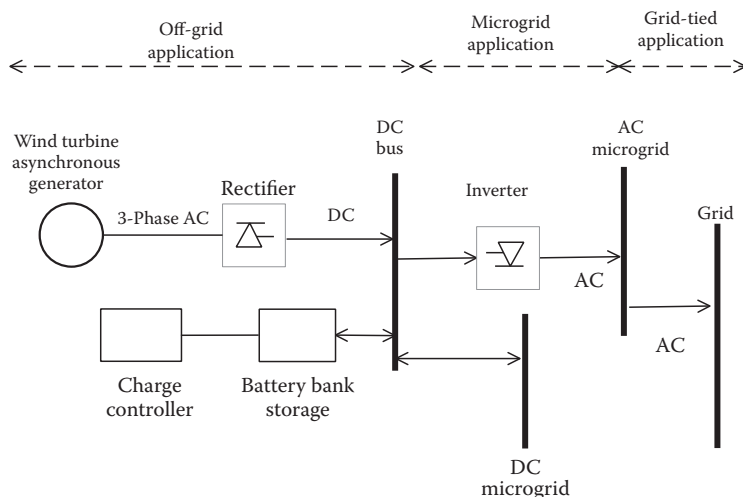 Off-grid
application
Microgrid
application
Grid-tied
application
Wind turbine
asynchronous
generator
3-Phase AC
Rectifier
DC
DC
bus
Inverter
AC
AC
microgrid
AC
Grid
Charge
controller
Battery bank
storage
DC
microgrid